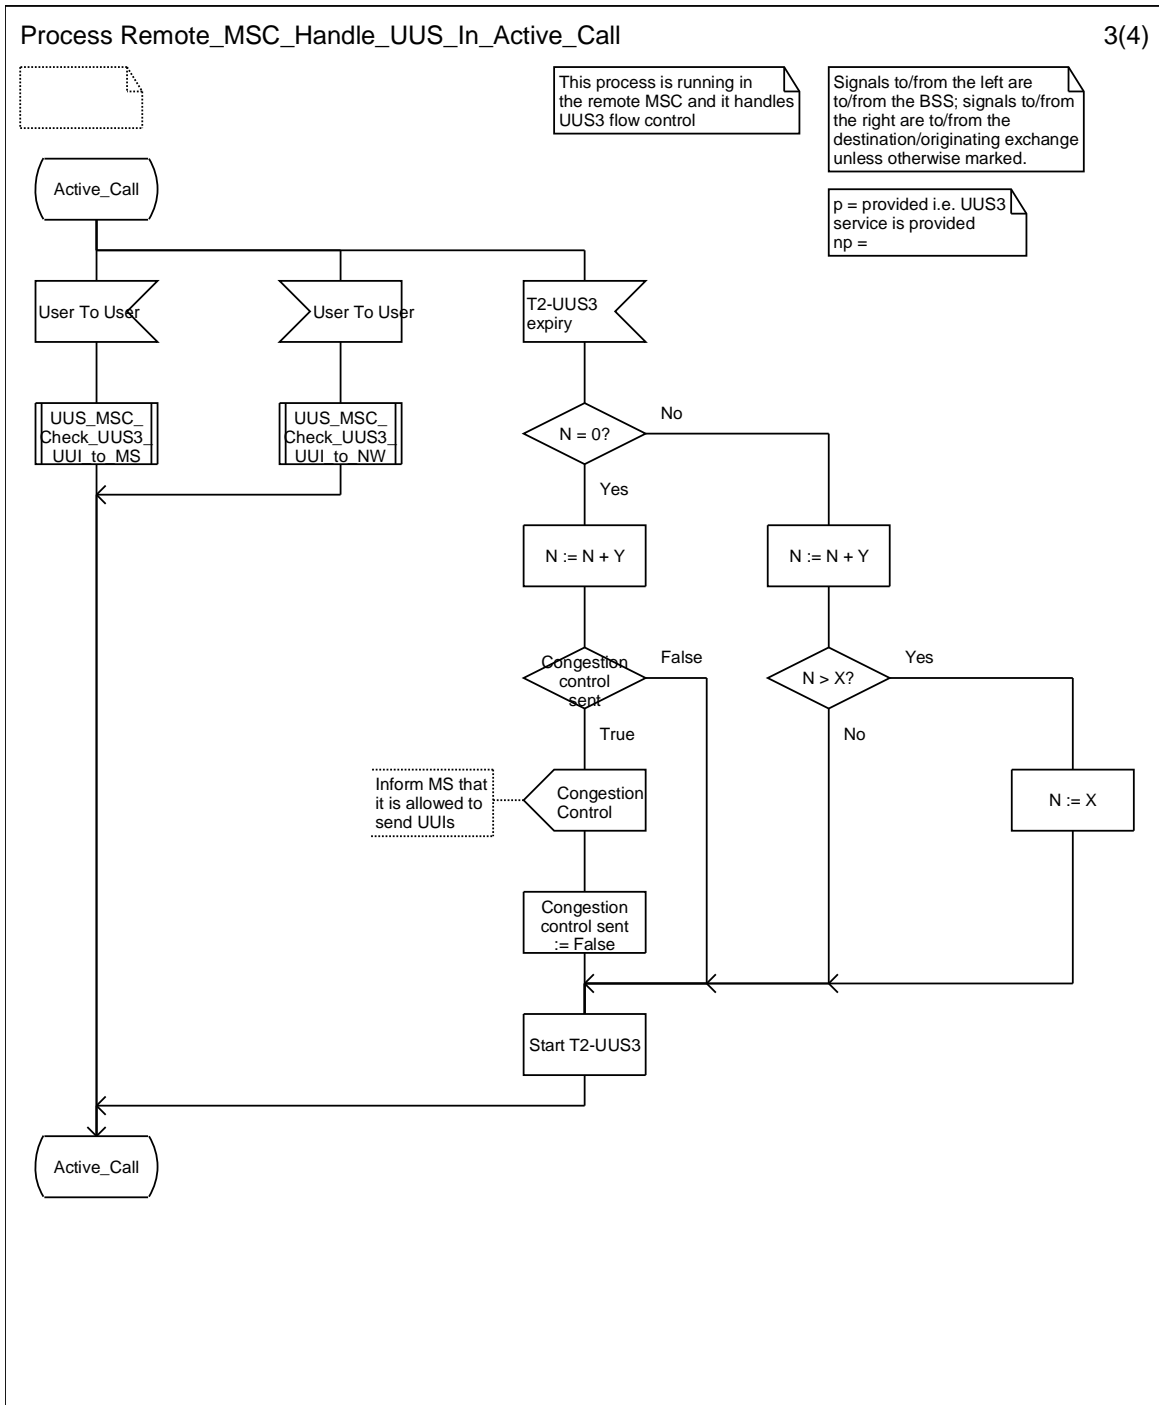 Process Remote_MSC_Handle_UUS_In_Active_Call
3(4)
This process is running in
the remote MSC and it handles
UUS3 flow control
Signals to/from the left are
to/from the BSS; signals to/from
the right are to/from the
destination/originating exchange
unless otherwise marked.
p = provided i.e. UUS3
service is provided
np =
Active_Call
User To User
User To User
T2-UUS3
expiry
UUS_MSC_
Check_UUS3_
UUI_to_MS
UUS_MSC_
Check_UUS3_
UUI_to_NW
N = 0?
No
Yes
N := N + Y
N := N + Y
Congestion
control
sent
False
True
N > X?
Yes
No
Inform MS that
it is allowed to
send UUIs
Congestion
Control
N := X
Congestion
control sent
:= False
Start T2-UUS3
Active_Call